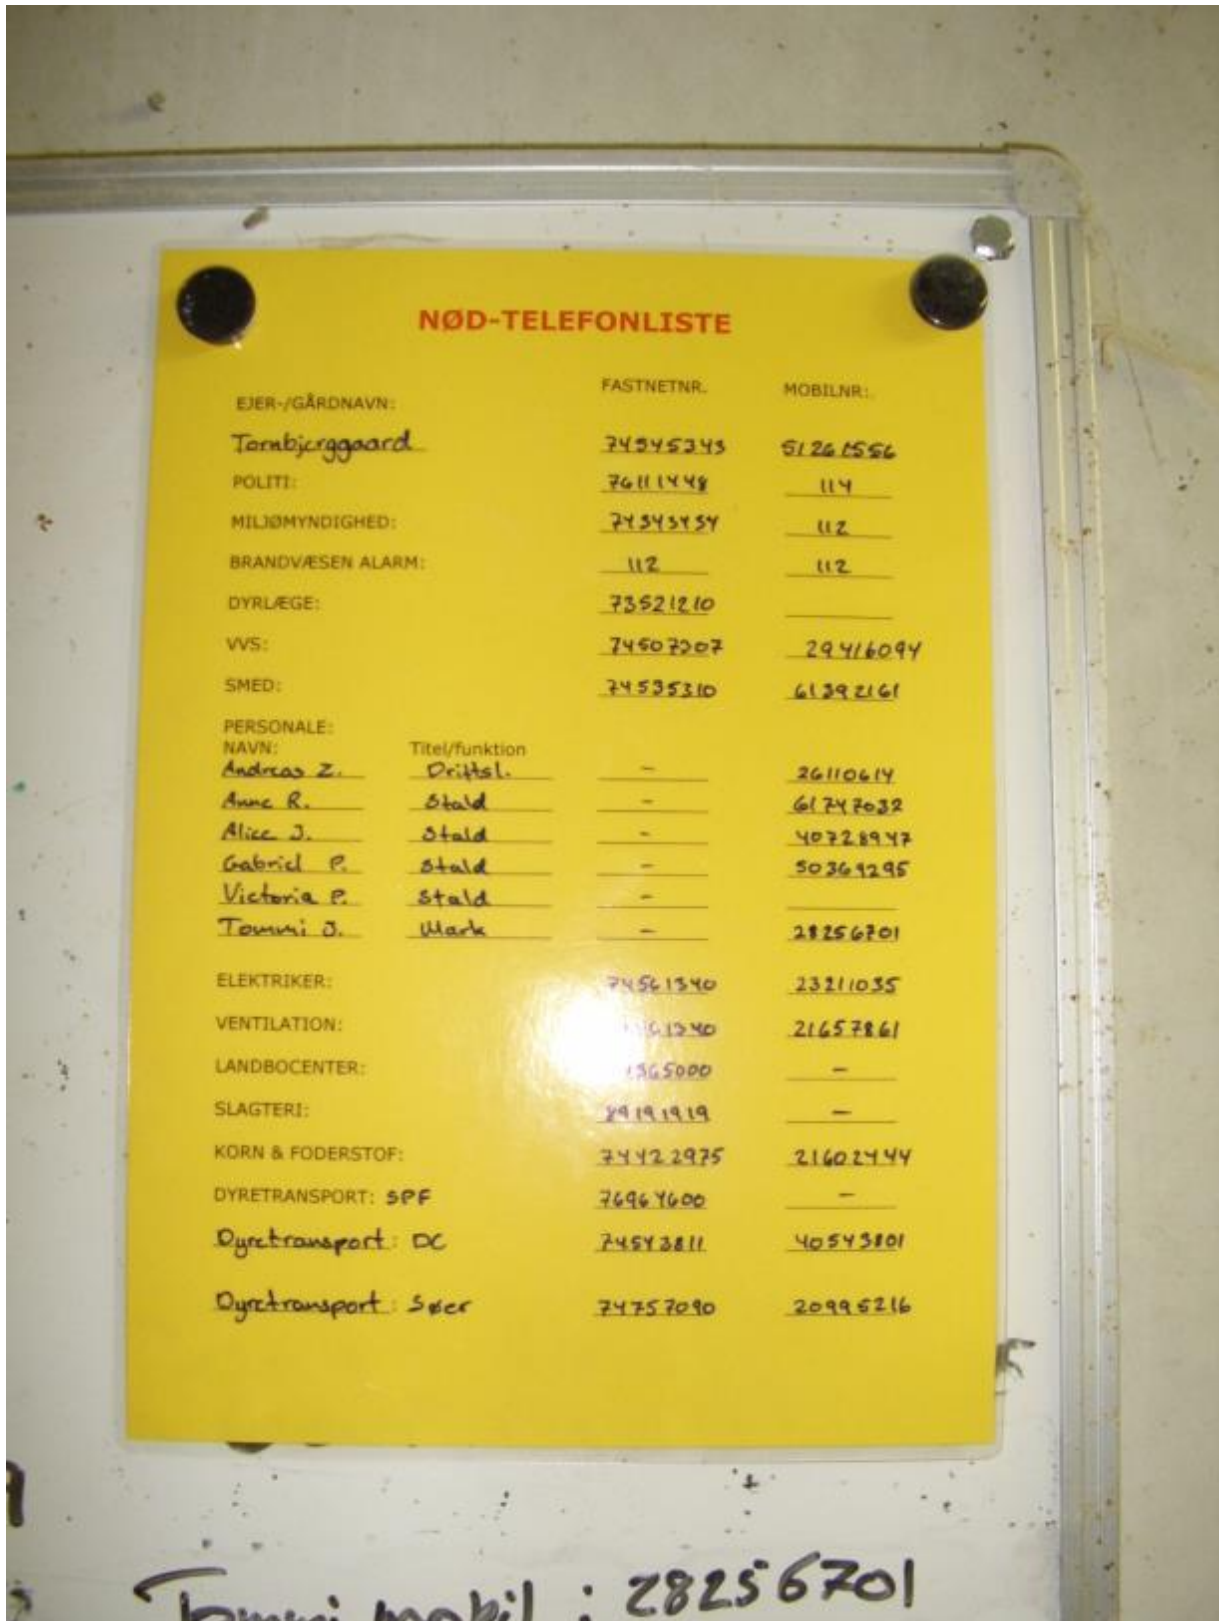 NØD-TELEFONLISTE
FASTNETNR. MOBILNR:
EJER-/GÅRDNAVN:
Tornbjerggaard 74545343 51261556
POLITI: 76111448 114
MILJØMYNDIGHED: 74343434 112
BRANDVÆSEN ALARM: 112 112
DYRLÆGE: 73521210
VVS: 74507207 29416094
SMED: 74535310 61392161
PERSONALE:
NAVN: Titel/funktion
Andreas Z. Driftsl. - 26110614
Anne R. Stald - 61747032
Alice J. Stald - 40728947
Gabriel P. Stald - 50369295
Victoria P. Stald -
Tommi J. Mark - 28256701
ELEKTRIKER: 74561340 23211035
VENTILATION: 21657861
LANDBOCENTER: -
SLAGTERI: 89191919 -
KORN & FODERSTOF: 74422975 21602444
DYRETRANSPORT: SPF 76964600 -
Dyretransport: DC 74543811 40543801
Dyretransport: Søer 74757090 20995216
Tommi mobil : 28256701